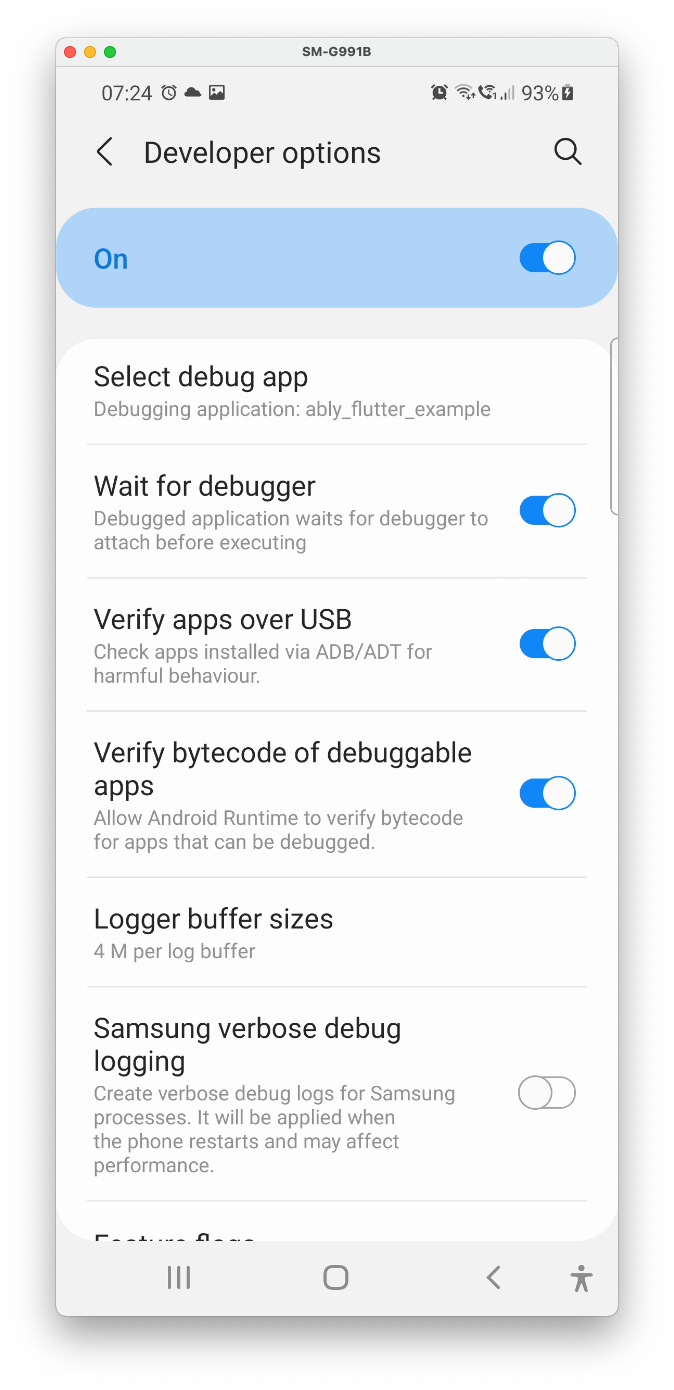 SM-G991B
07:24
93%
Developer options
On
Select debug app
Debugging application: ably_flutter_example
Wait for debugger
Debugged application waits for debugger to
attach before executing
Verify apps over USB
Check apps installed via ADB/ADT for
harmful behaviour.
Verify bytecode of debuggable
apps
Allow Android Runtime to verify bytecode
for apps that can be debugged.
Logger buffer sizes
4 M per log buffer
Samsung verbose debug
logging
Create verbose debug logs for Samsung
processes. It will be applied when
the phone restarts and may affect
performance.
Feature flags